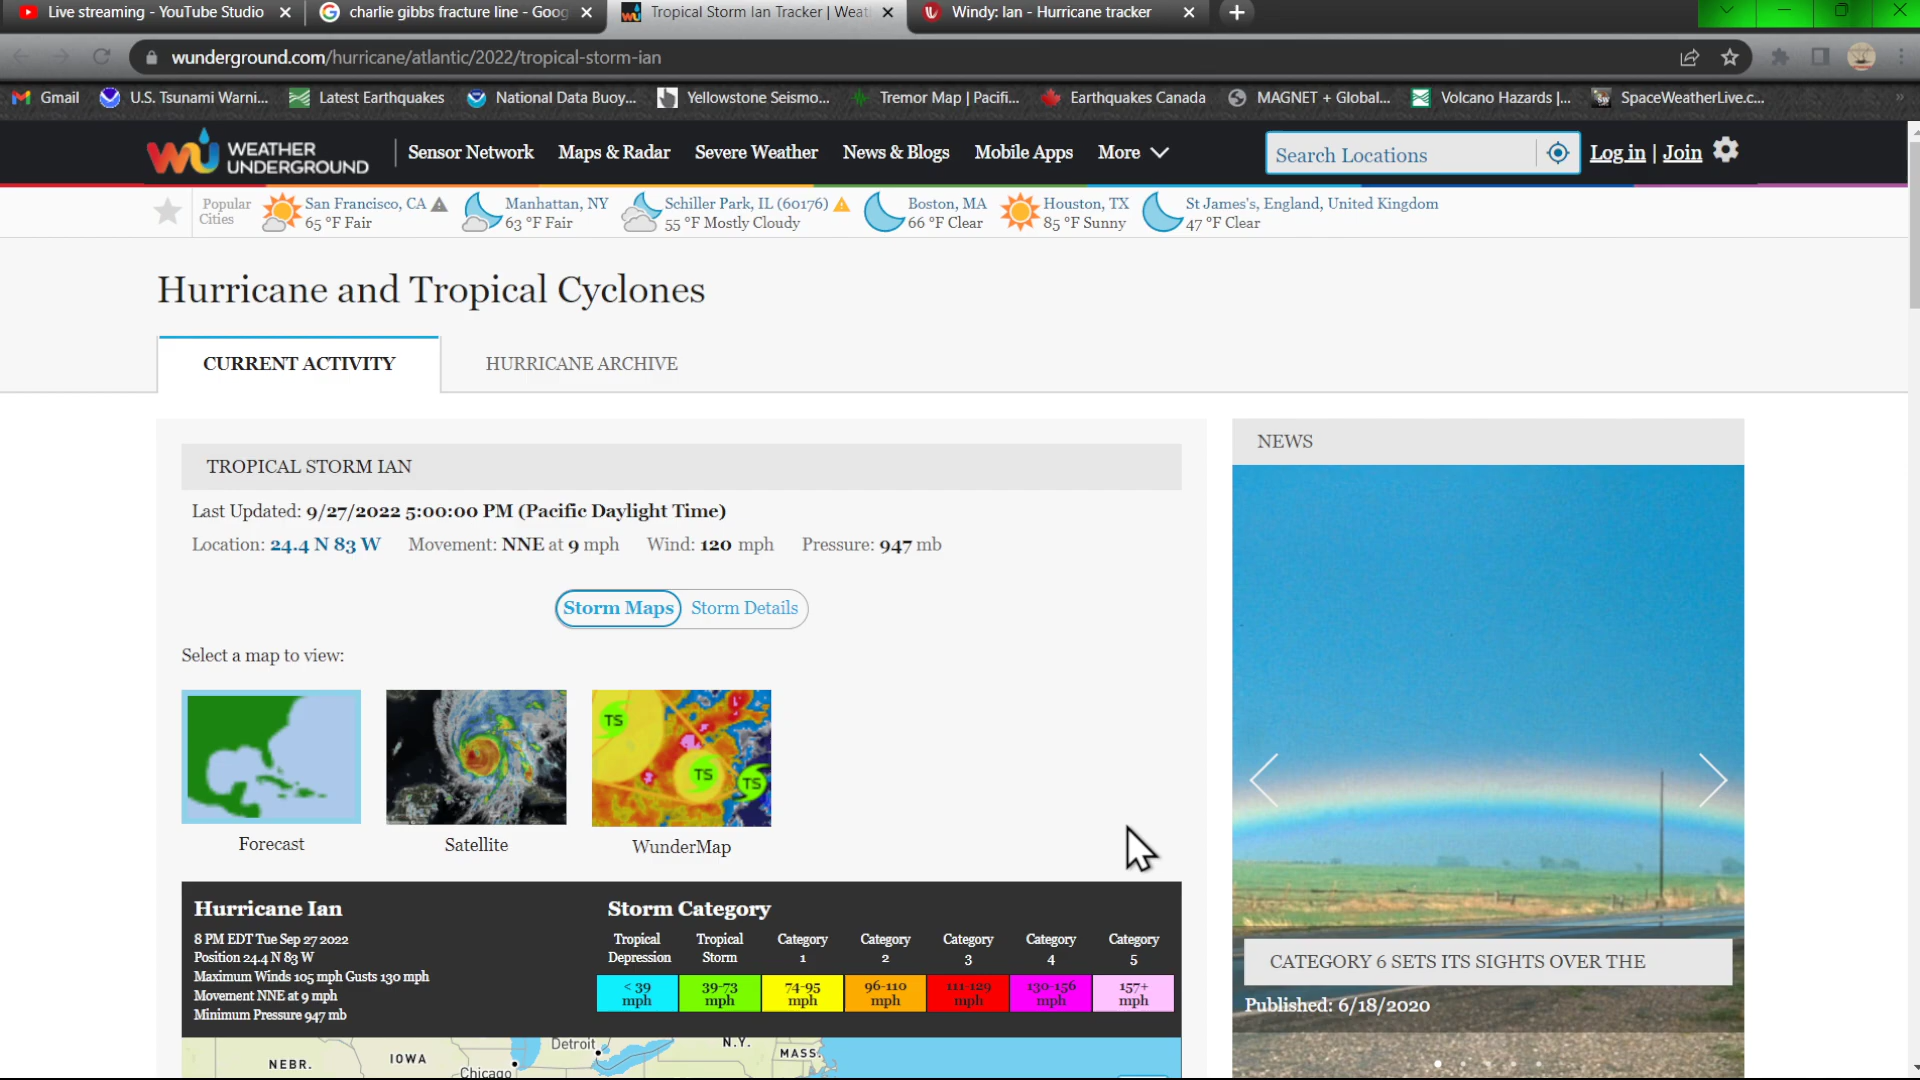 Live streaming - YouTube Studio
charlie gibbs fracture line - Goog
Tropical Storm Ian Tracker | Weat
Windy: Ian - Hurricane tracker
wunderground.com/hurricane/atlantic/2022/tropical-storm-ian
Gmail
U.S. Tsunami Warni...
Latest Earthquakes
National Data Buoy...
Yellowstone Seismo...
Tremor Map | Pacifi...
Earthquakes Canada
MAGNET + Global...
Volcano Hazards |...
SpaceWeatherLive.c...
WEATHER
UNDERGROUND
Sensor Network
Maps & Radar
Severe Weather
News & Blogs
Mobile Apps
More
Search Locations
Log in | Join
Popular
Cities
San Francisco, CA
65 °F Fair
Manhattan, NY
63 °F Fair
Schiller Park, IL (60176)
55 °F Mostly Cloudy
Boston, MA
66 °F Clear
Houston, TX
85 °F Sunny
St James's, England, United Kingdom
47 °F Clear
Hurricane and Tropical Cyclones
CURRENT ACTIVITY
HURRICANE ARCHIVE
TROPICAL STORM IAN
Last Updated: 9/27/2022 5:00:00 PM (Pacific Daylight Time)
Location: 24.4 N 83 W Movement: NNE at 9 mph Wind: 120 mph Pressure: 947 mb
Storm Maps
Storm Details
Select a map to view:
TS
TS
TS
Forecast
Satellite
WunderMap
Hurricane Ian
8 PM EDT Tue Sep 27 2022
Position 24.4 N 83 W
Maximum Winds 105 mph Gusts 130 mph
Movement NNE at 9 mph
Minimum Pressure 947 mb
Storm Category
Tropical
Depression
Tropical
Storm
Category
1
Category
2
Category
3
Category
4
Category
5
< 39
mph
39-73
mph
74-95
mph
96-110
mph
111-129
mph
130-156
mph
157+
mph
NEBR.
IOWA
Chicago
Detroit
N.Y.
MASS.
NEWS
CATEGORY 6 SETS ITS SIGHTS OVER THE
Published: 6/18/2020